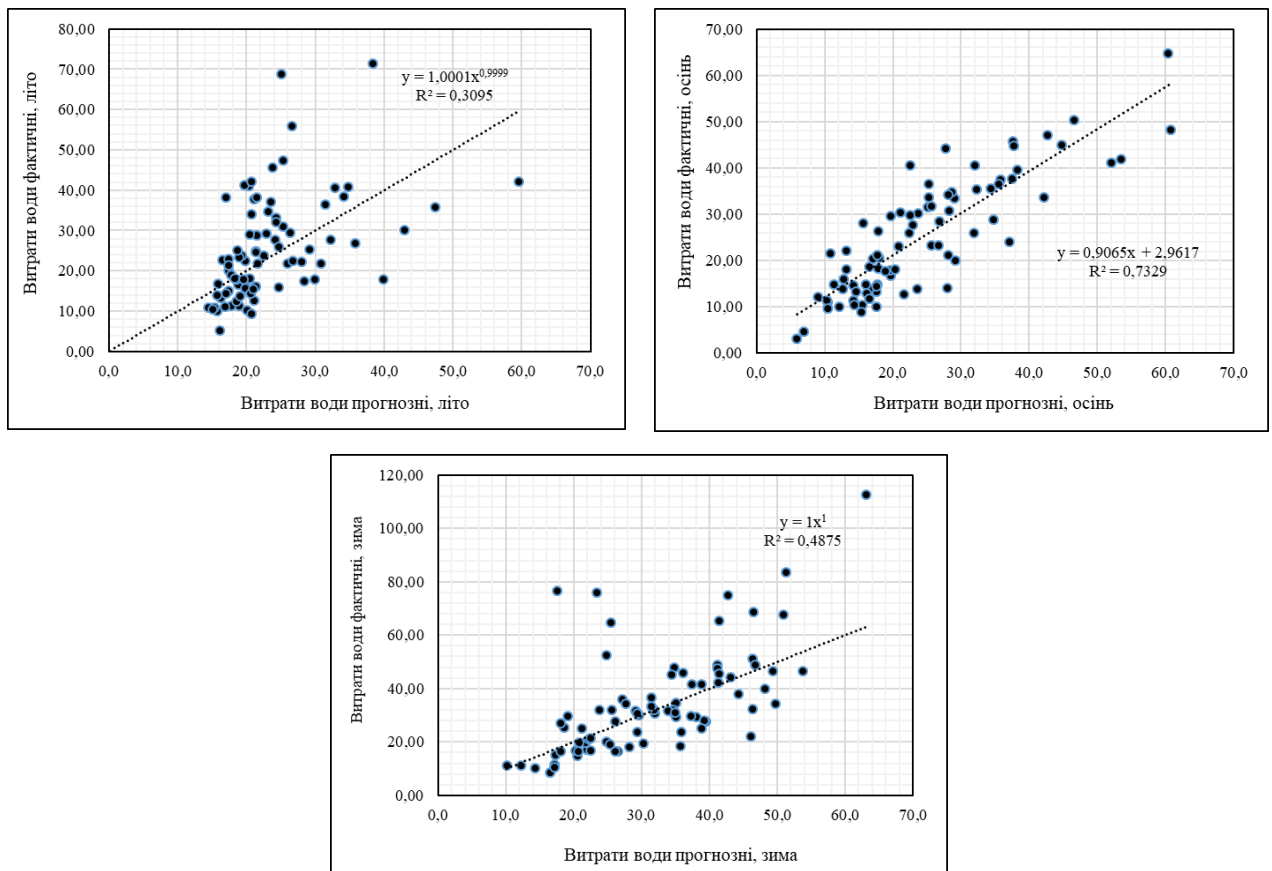 80,00
70,00
60,00
50,00
40,00
30,00
20,00
10,00
0,00
0,0 10,0 20,0 30,0 40,0 50,0 60,0 70,0
Витрати води фактичні, літо
Витрати води прогнозні, літо
y = 1,0001x^0,9999
R² = 0,3095
70,00
60,00
50,00
40,00
30,00
20,00
10,00
0,00
0,0 10,0 20,0 30,0 40,0 50,0 60,0 70,0
Витрати води фактичні, осінь
Витрати води прогнозні, осінь
y = 0,9065x + 2,9617
R² = 0,7329
120,00
100,00
80,00
60,00
40,00
20,00
0,00
0,0 10,0 20,0 30,0 40,0 50,0 60,0 70,0
Витрати води фактичні, зима
Витрати води прогнозні, зима
y = 1x¹
R² = 0,4875